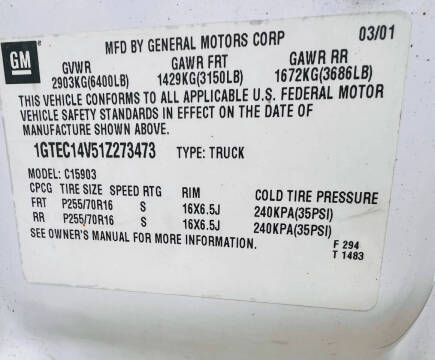 GM
MFD BY GENERAL MOTORS CORP 03/01
GVWR GAWR FRT GAWR RR
2903KG(6400LB) 1429KG(3150LB) 1672KG(3686LB)
THIS VEHICLE CONFORMS TO ALL APPLICABLE U.S. FEDERAL MOTOR
VEHICLE SAFETY STANDARDS IN EFFECT ON THE DATE OF
MANUFACTURE SHOWN ABOVE.
1GTEC14V51Z273473 TYPE: TRUCK
MODEL: C15903
CPCG TIRE SIZE SPEED RTG RIM COLD TIRE PRESSURE
FRT P255/70R16 S 16X6.5J 240KPA(35PSI)
RR P255/70R16 S 16X6.5J 240KPA(35PSI)
SEE OWNER'S MANUAL FOR MORE INFORMATION. F 294
T 1483